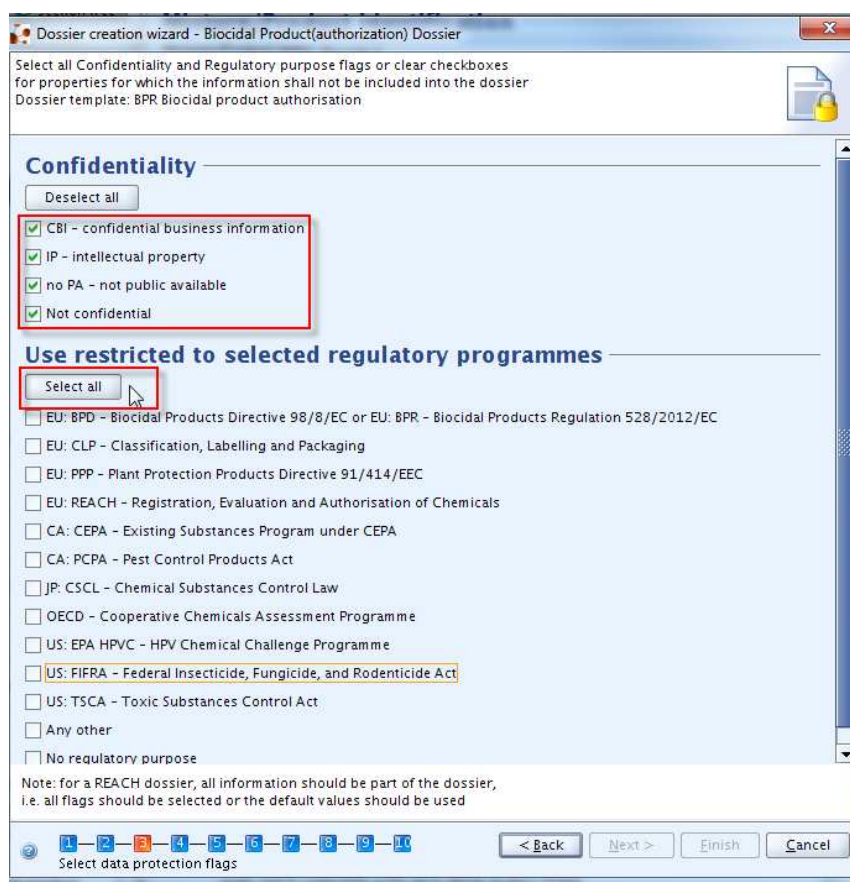 Dossier creation wizard - Biocidal Product(authorization) Dossier
Select all Confidentiality and Regulatory purpose flags or clear checkboxes
for properties for which the information shall not be included into the dossier
Dossier template: BPR Biocidal product authorisation
Confidentiality
Deselect all
CBI - confidential business information
IP - intellectual property
no PA - not public available
Not confidential
Use restricted to selected regulatory programmes
Select all
EU: BPD - Biocidal Products Directive 98/8/EC or EU: BPR - Biocidal Products Regulation 528/2012/EC
EU: CLP - Classification, Labelling and Packaging
EU: PPP - Plant Protection Products Directive 91/414/EEC
EU: REACH - Registration, Evaluation and Authorisation of Chemicals
CA: CEPA - Existing Substances Program under CEPA
CA: PCPA - Pest Control Products Act
JP: CSCL - Chemical Substances Control Law
OECD - Cooperative Chemicals Assessment Programme
US: EPA HPVC - HPV Chemical Challenge Programme
US: FIFRA - Federal Insecticide, Fungicide, and Rodenticide Act
US: TSCA - Toxic Substances Control Act
Any other
No regulatory purpose
Note: for a REACH dossier, all information should be part of the dossier,
i.e. all flags should be selected or the default values should be used
1 2 3 4 5 6 7 8 9 10
< Back Next > Finish Cancel
Select data protection flags